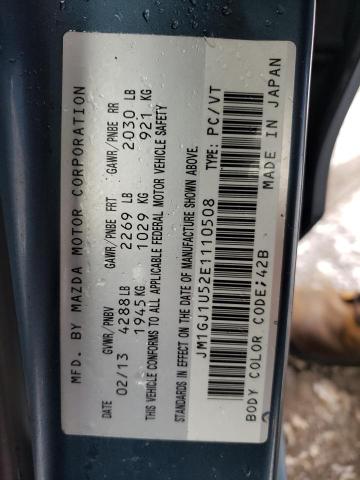 MFD. BY MAZDA MOTOR CORPORATION
DATE GVWR/PNBV GAWR/PNBE FRT GAWR/PNBE RR
02/13 4288LB 2269 LB 2030 LB
1945KG 1029 KG 921 KG
THIS VEHICLE CONFORMS TO ALL APPLICABLE FEDERAL MOTOR VEHICLE SAFETY
STANDARDS IN EFFECT ON THE DATE OF MANUFACTURE SHOWN ABOVE.
JM1GJ1U52E1110508 TYPE: PC/VT
BODY COLOR CODE;42B MADE IN JAPAN